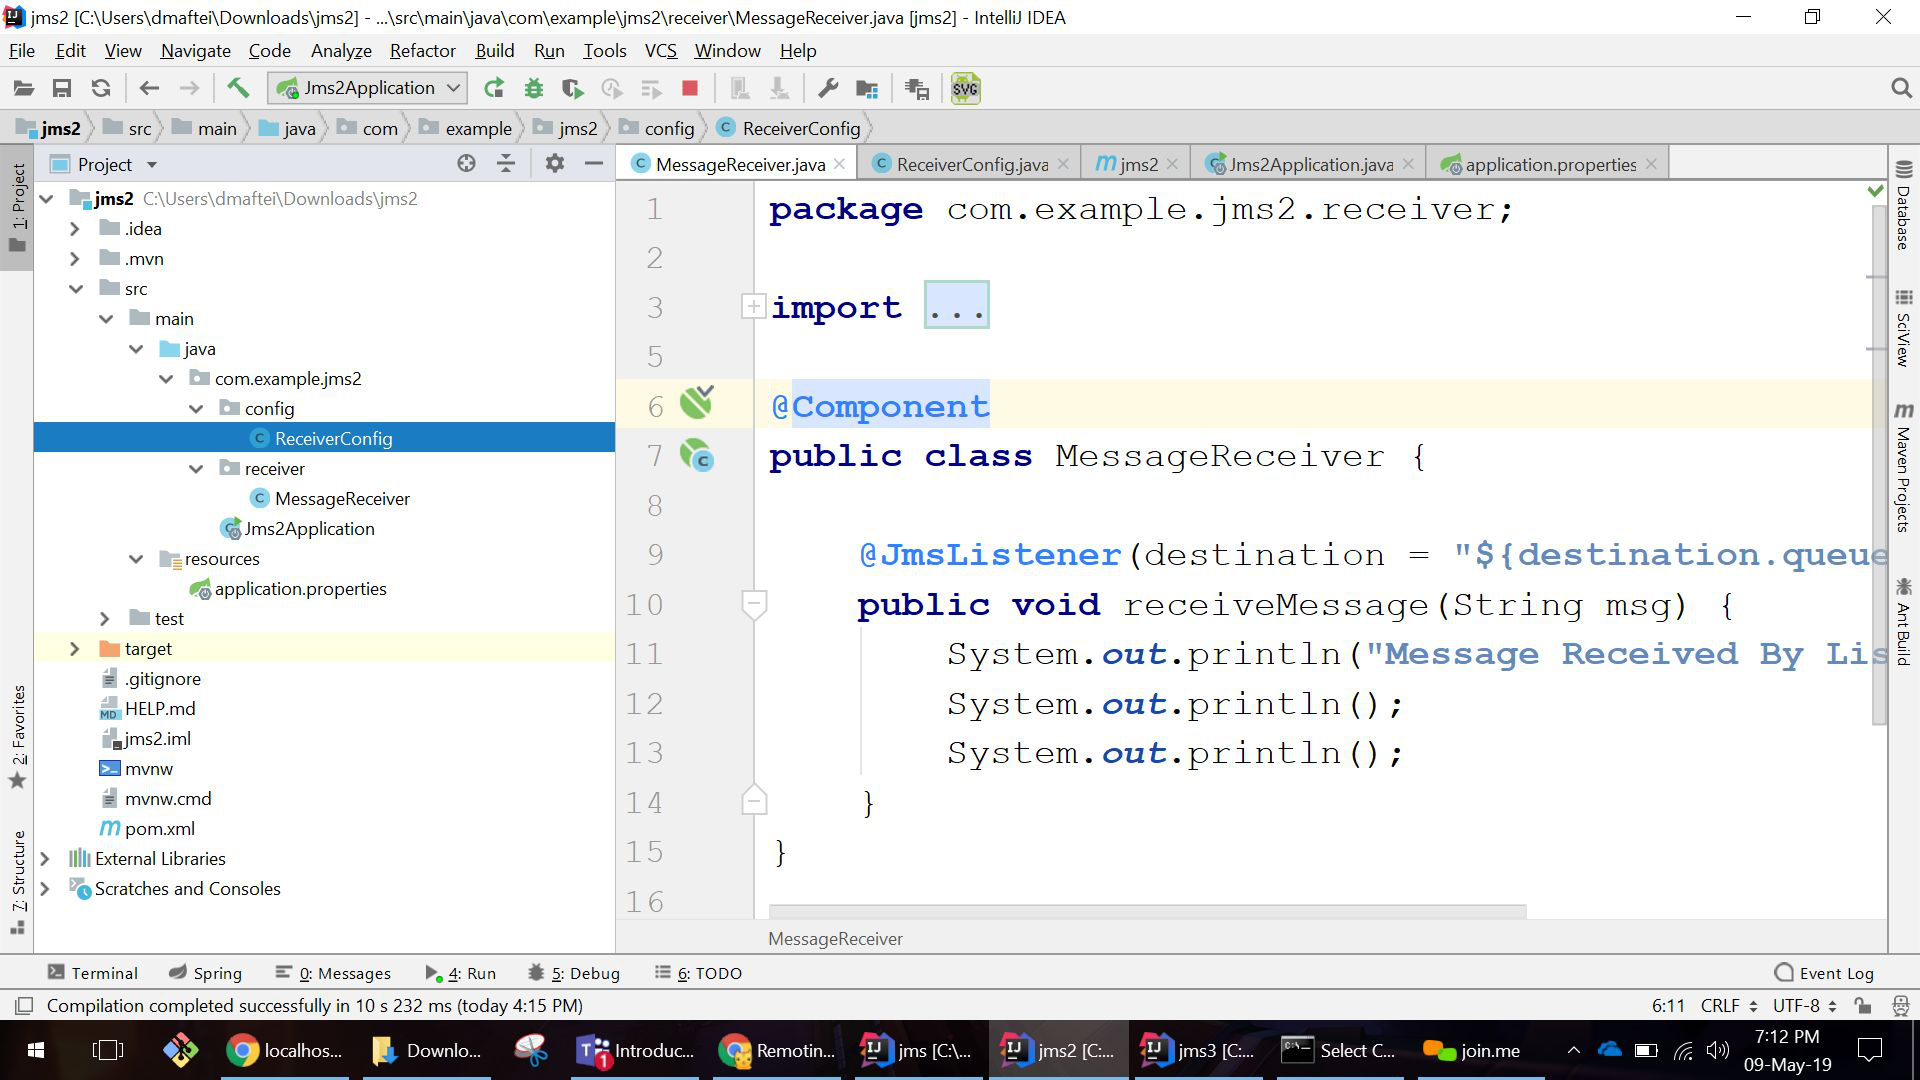 jms2 [C:\Users\dmaftei\Downloads\jms2] - ...\src\main\java\com\example\jms2\receiver\MessageReceiver.java [jms2] - IntelliJ IDEA
File Edit View Navigate Code Analyze Refactor Build Run Tools VCS Window Help
Jms2Application
SVG
jms2 src main java com example jms2 config ReceiverConfig
1: Project
2: Favorites
7: Structure
Project
jms2 C:\Users\dmaftei\Downloads\jms2
.idea
.mvn
src
main
java
com.example.jms2
config
ReceiverConfig
receiver
MessageReceiver
Jms2Application
resources
application.properties
test
target
.gitignore
HELP.md
jms2.iml
mvnw
mvnw.cmd
pom.xml
External Libraries
Scratches and Consoles
MessageReceiver.java ReceiverConfig.java jms2 Jms2Application.java application.properties
1 package com.example.jms2.receiver;
2
3 import ...
5
6 @Component
7 public class MessageReceiver {
8
9 @JmsListener(destination = "${destination.queue
10 public void receiveMessage(String msg) {
11 System.out.println("Message Received By Lis
12 System.out.println();
13 System.out.println();
14 }
15 }
16
MessageReceiver
Database
SciView
Maven Projects
Ant Build
Terminal Spring 0: Messages 4: Run 5: Debug 6: TODO Event Log
Compilation completed successfully in 10 s 232 ms (today 4:15 PM) 6:11 CRLF UTF-8
localhos... Downlo... Introduc... Remotin... jms [C:\... jms2 [C:... jms3 [C:... Select C... join.me
7:12 PM
09-May-19